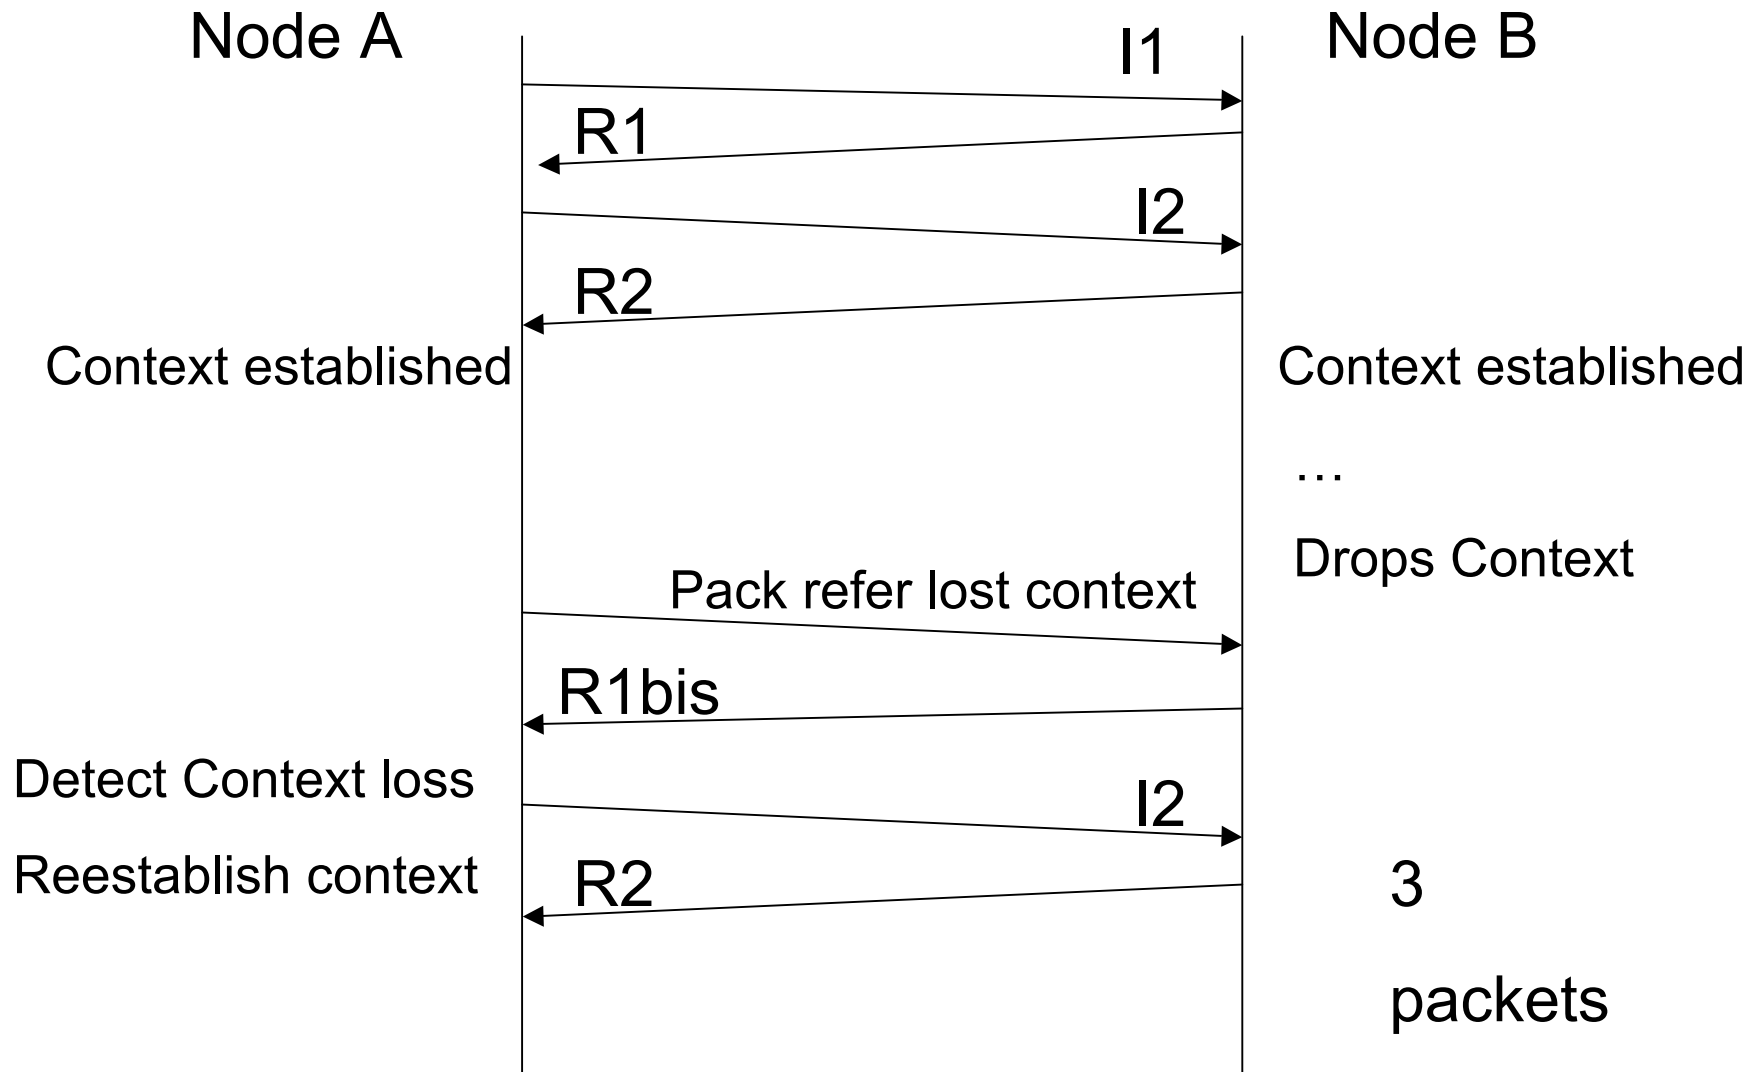 Node A
I1
Node B
R1
I2
R2
Context established
Context established
…
Drops Context
Pack refer lost context
R1bis
Detect Context loss
I2
Reestablish context
R2
3
packets